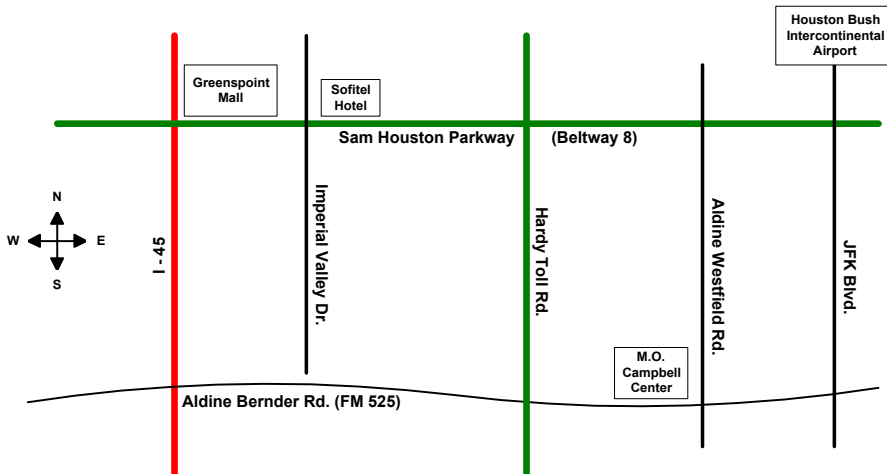 Houston Bush
Intercontinental
Airport
Greenspoint
Mall
Sofitel
Hotel
Sam Houston Parkway (Beltway 8)
N
W E
S
I - 45
Imperial Valley Dr.
Hardy Toll Rd.
Aldine Westfield Rd.
JFK Blvd.
M.O.
Campbell
Center
Aldine Bernder Rd. (FM 525)